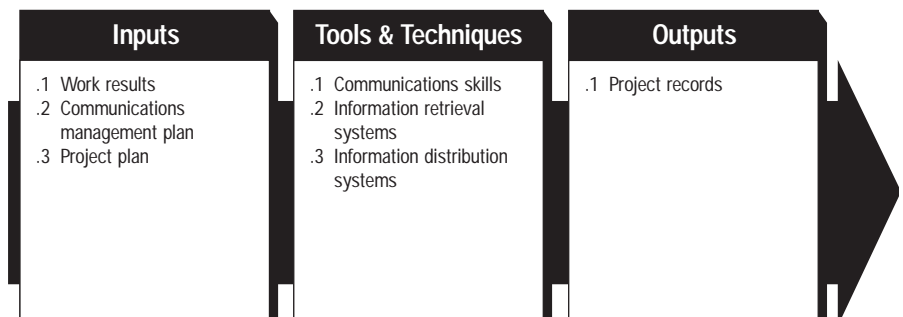 Inputs
.1 Work results
.2 Communications
management plan
.3 Project plan
Tools & Techniques
.1 Communications skills
.2 Information retrieval
systems
.3 Information distribution
systems
Outputs
.1 Project records